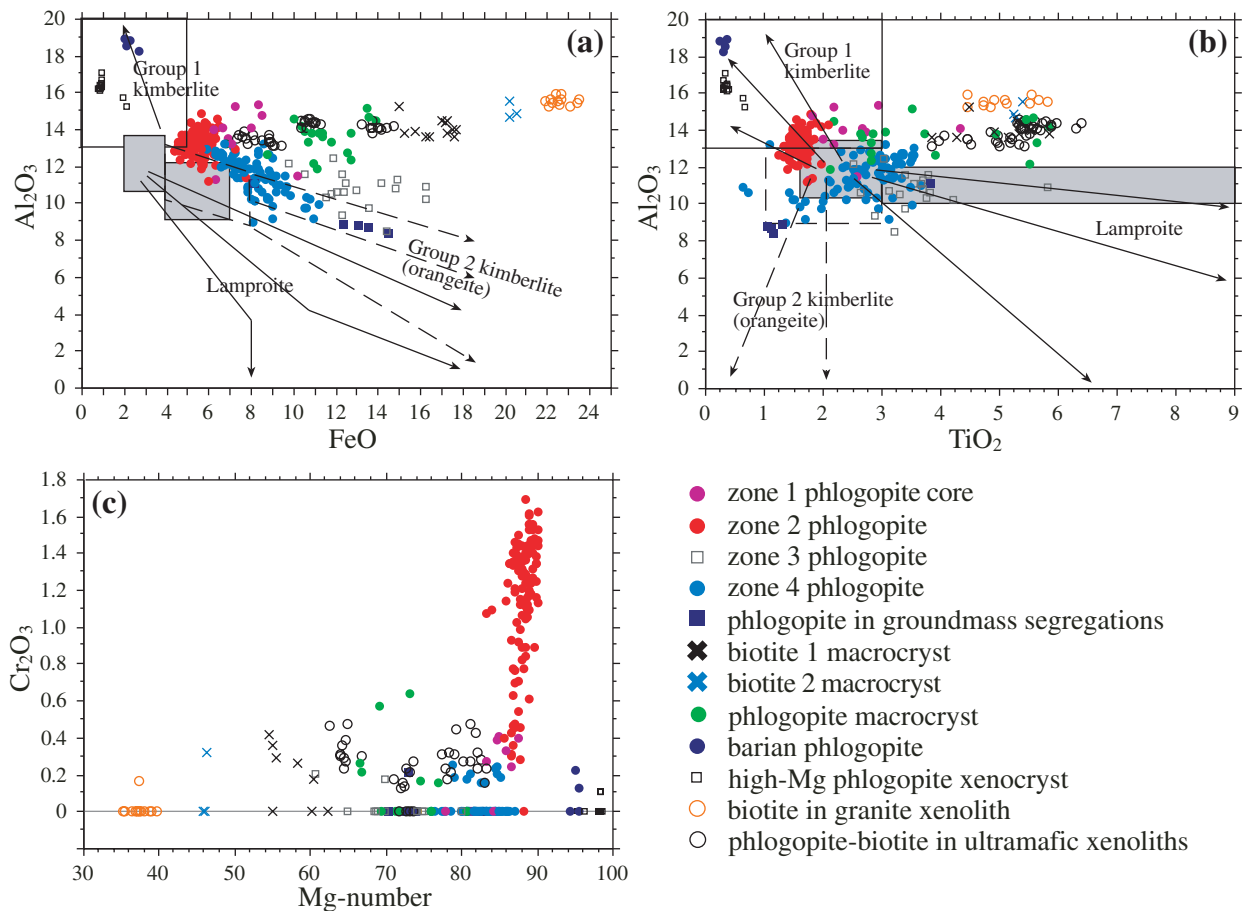 20
18
16
14
12
10
8
6
4
2
0
Al2O3
(a)
Group 1
kimberlite
Group 2 kimberlite
(orangeite)
Lamproite
0 2 4 6 8 10 12 14 16 18 20 22 24
FeO
20
18
16
14
12
10
8
6
4
2
0
Al2O3
(b)
Group 1
kimberlite
Lamproite
Group 2 kimberlite
(orangeite)
0 1 2 3 4 5 6 7 8 9
TiO2
1.8
1.6
1.4
1.2
1.0
0.8
0.6
0.4
0.2
0
Cr2O3
(c)
30 40 50 60 70 80 90 100
Mg-number
zone 1 phlogopite core
zone 2 phlogopite
zone 3 phlogopite
zone 4 phlogopite
phlogopite in groundmass segregations
biotite 1 macrocryst
biotite 2 macrocryst
phlogopite macrocryst
barian phlogopite
high-Mg phlogopite xenocryst
biotite in granite xenolith
phlogopite-biotite in ultramafic xenoliths